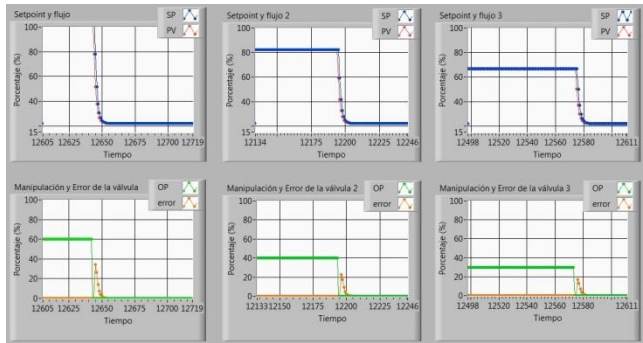 Setpoint y flujo SP PV
Porcentaje (%)
100-
80-
60-
40-
15-
12605 12625 12650 12675 12700 12719
Tiempo
Setpoint y flujo 2 SP PV
Porcentaje (%)
100-
80-
60-
40-
15-
12134 12175 12200 12225 12246
Tiempo
Setpoint y flujo 3 SP PV
Porcentaje (%)
100-
80-
60-
40-
15-
12498 12520 12540 12560 12580 12611
Tiempo
Manipulación y Error de la válvula OP error
Porcentaje (%)
100-
80-
60-
40-
20-
0-
12605 12625 12650 12675 12700 12719
Tiempo
Manipulación y Error de la válvula 2 OP error
Porcentaje (%)
100-
80-
60-
40-
20-
0-
12133 12150 12175 12200 12225 12246
Tiempo
Manipulación y Error de la válvula 3 OP error
Porcentaje (%)
100-
80-
60-
40-
20-
0-
12498 12520 12540 12560 12580 12611
Tiempo